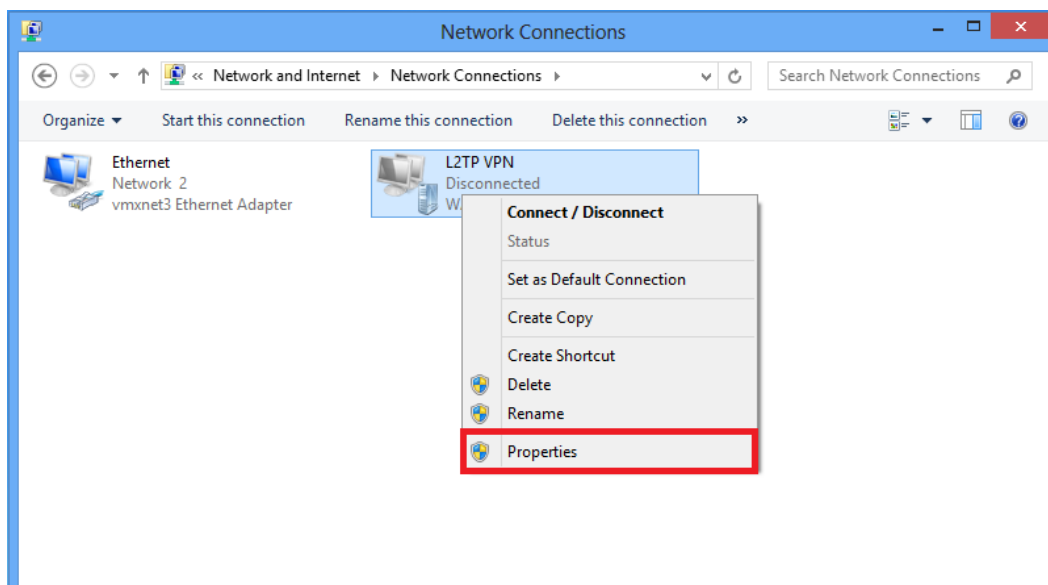 Network Connections
« Network and Internet Network Connections
Search Network Connections
Organize Start this connection Rename this connection Delete this connection »
Ethernet
Network 2
vmxnet3 Ethernet Adapter
L2TP VPN
Disconnected
Connect / Disconnect
Status
Set as Default Connection
Create Copy
Create Shortcut
Delete
Rename
Properties